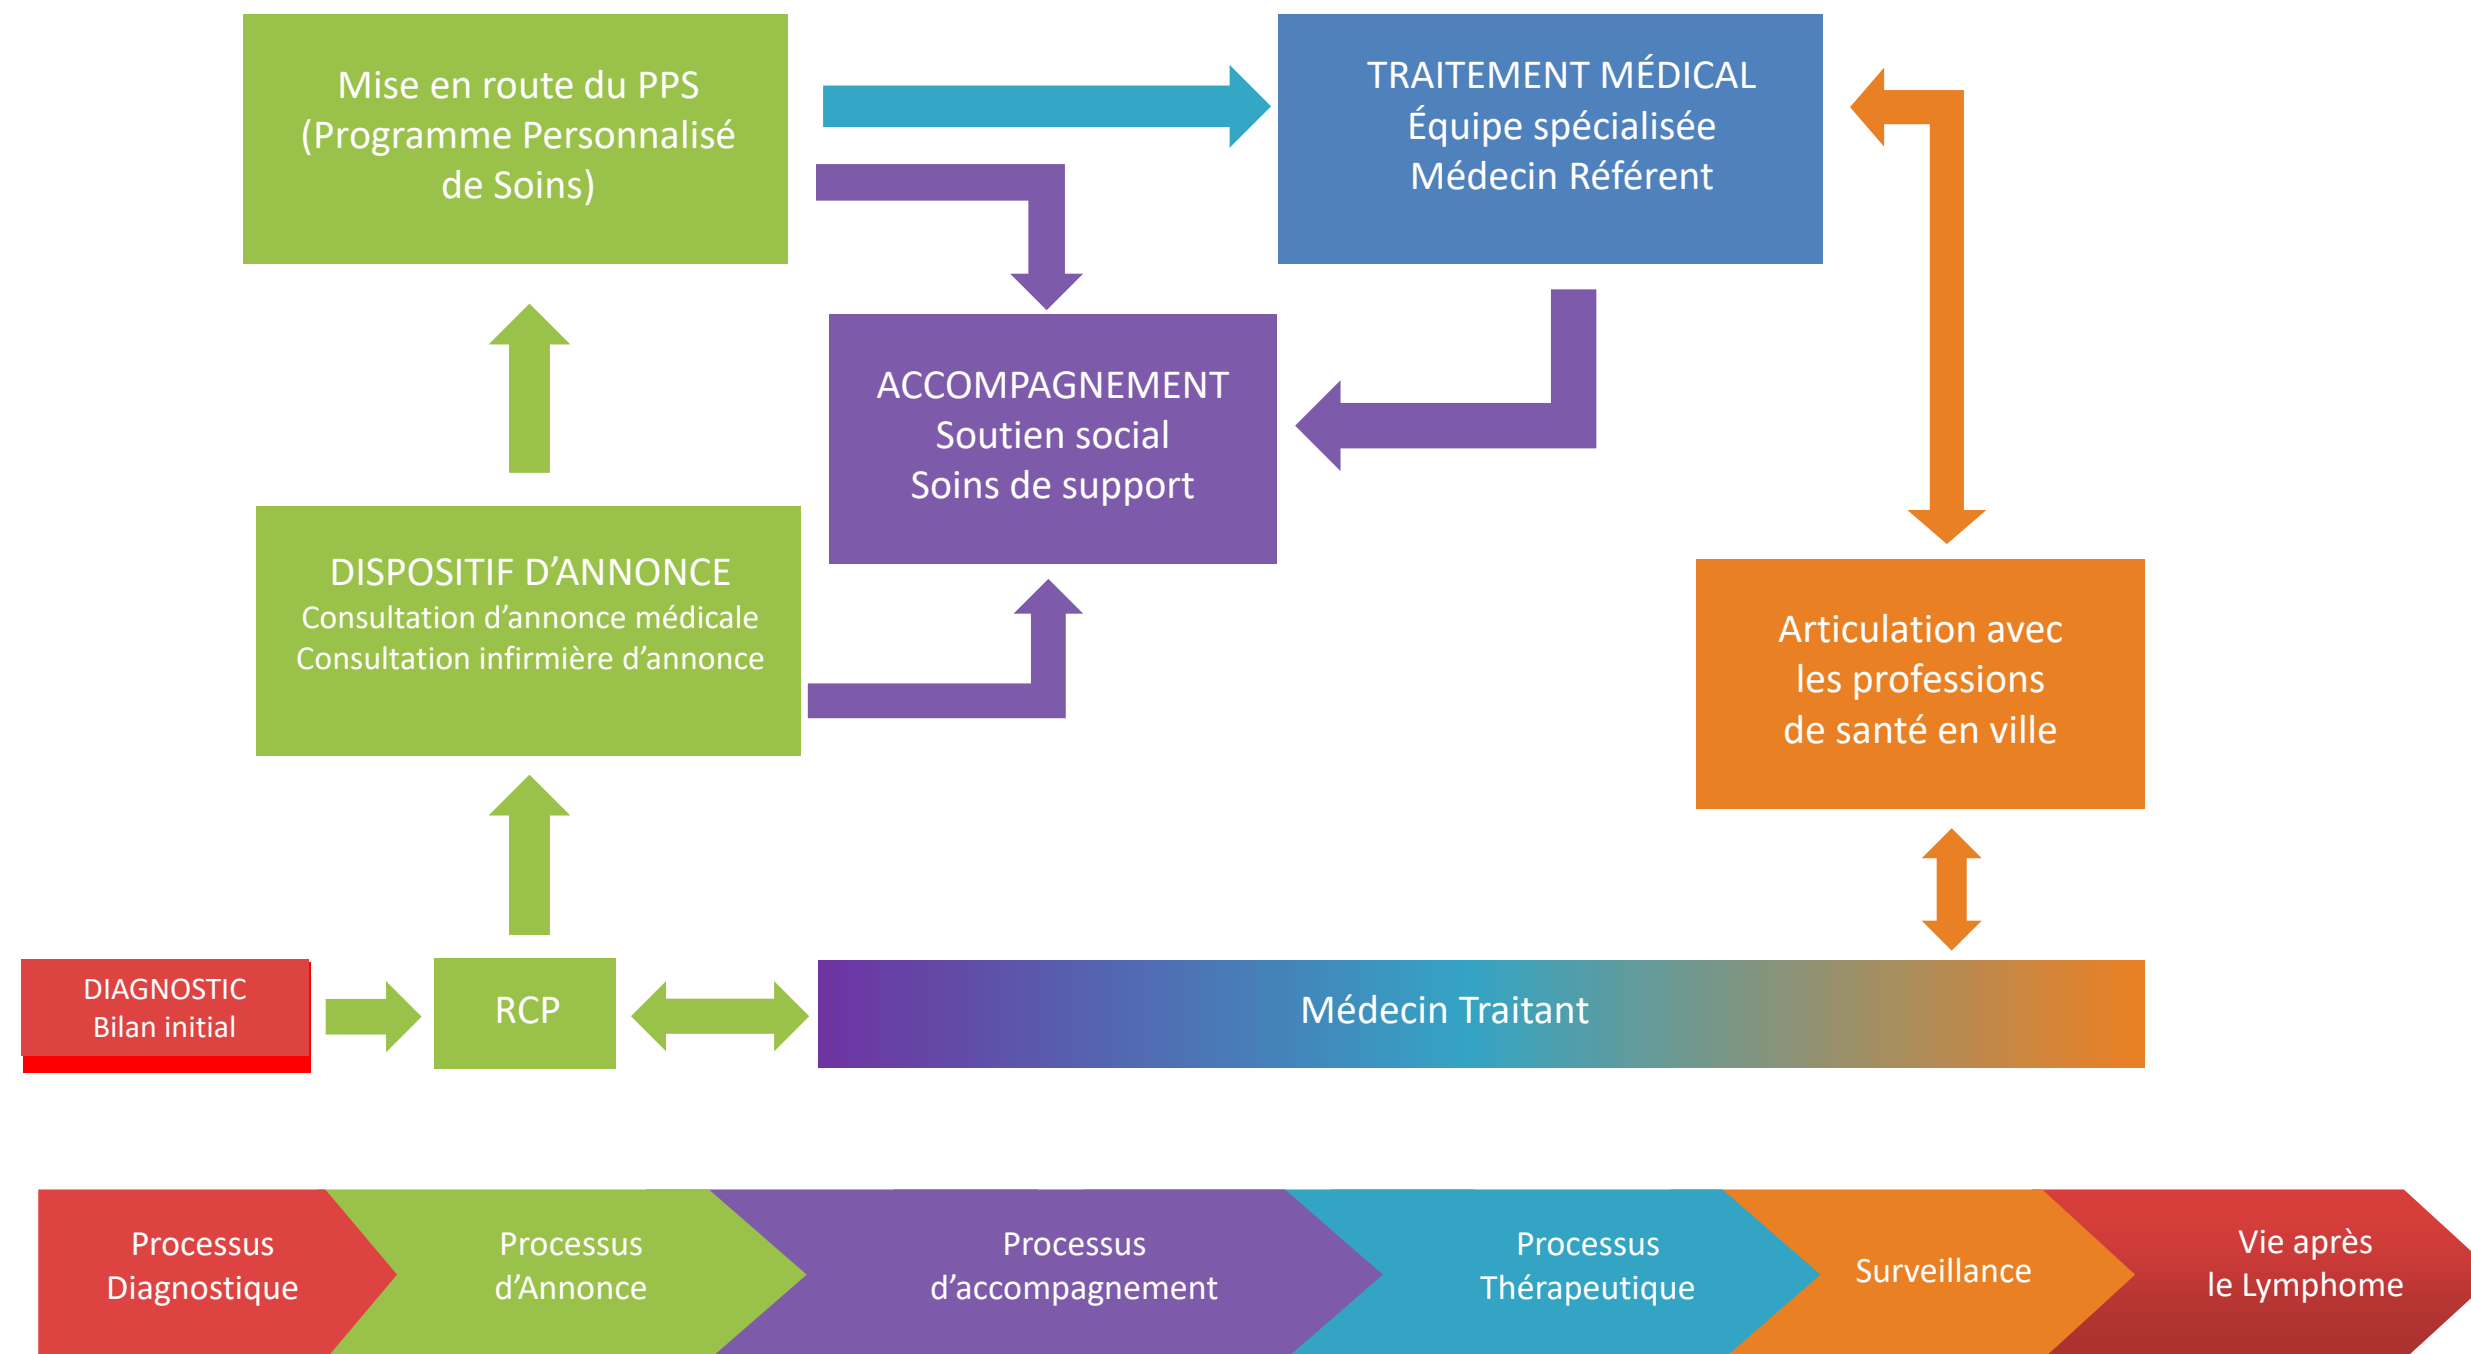 Mise en route du PPS
(Programme Personnalisé
de Soins)
TRAITEMENT MÉDICAL
Équipe spécialisée
Médecin Référent
ACCOMPAGNEMENT
Soutien social
Soins de support
DISPOSITIF D’ANNONCE
Consultation d’annonce médicale
Consultation infirmière d’annonce
Articulation avec
les professions
de santé en ville
DIAGNOSTIC
Bilan initial
RCP
Médecin Traitant
Processus
Diagnostique
Processus
d’Annonce
Processus
d’accompagnement
Processus
Thérapeutique
Surveillance
Vie après
le Lymphome